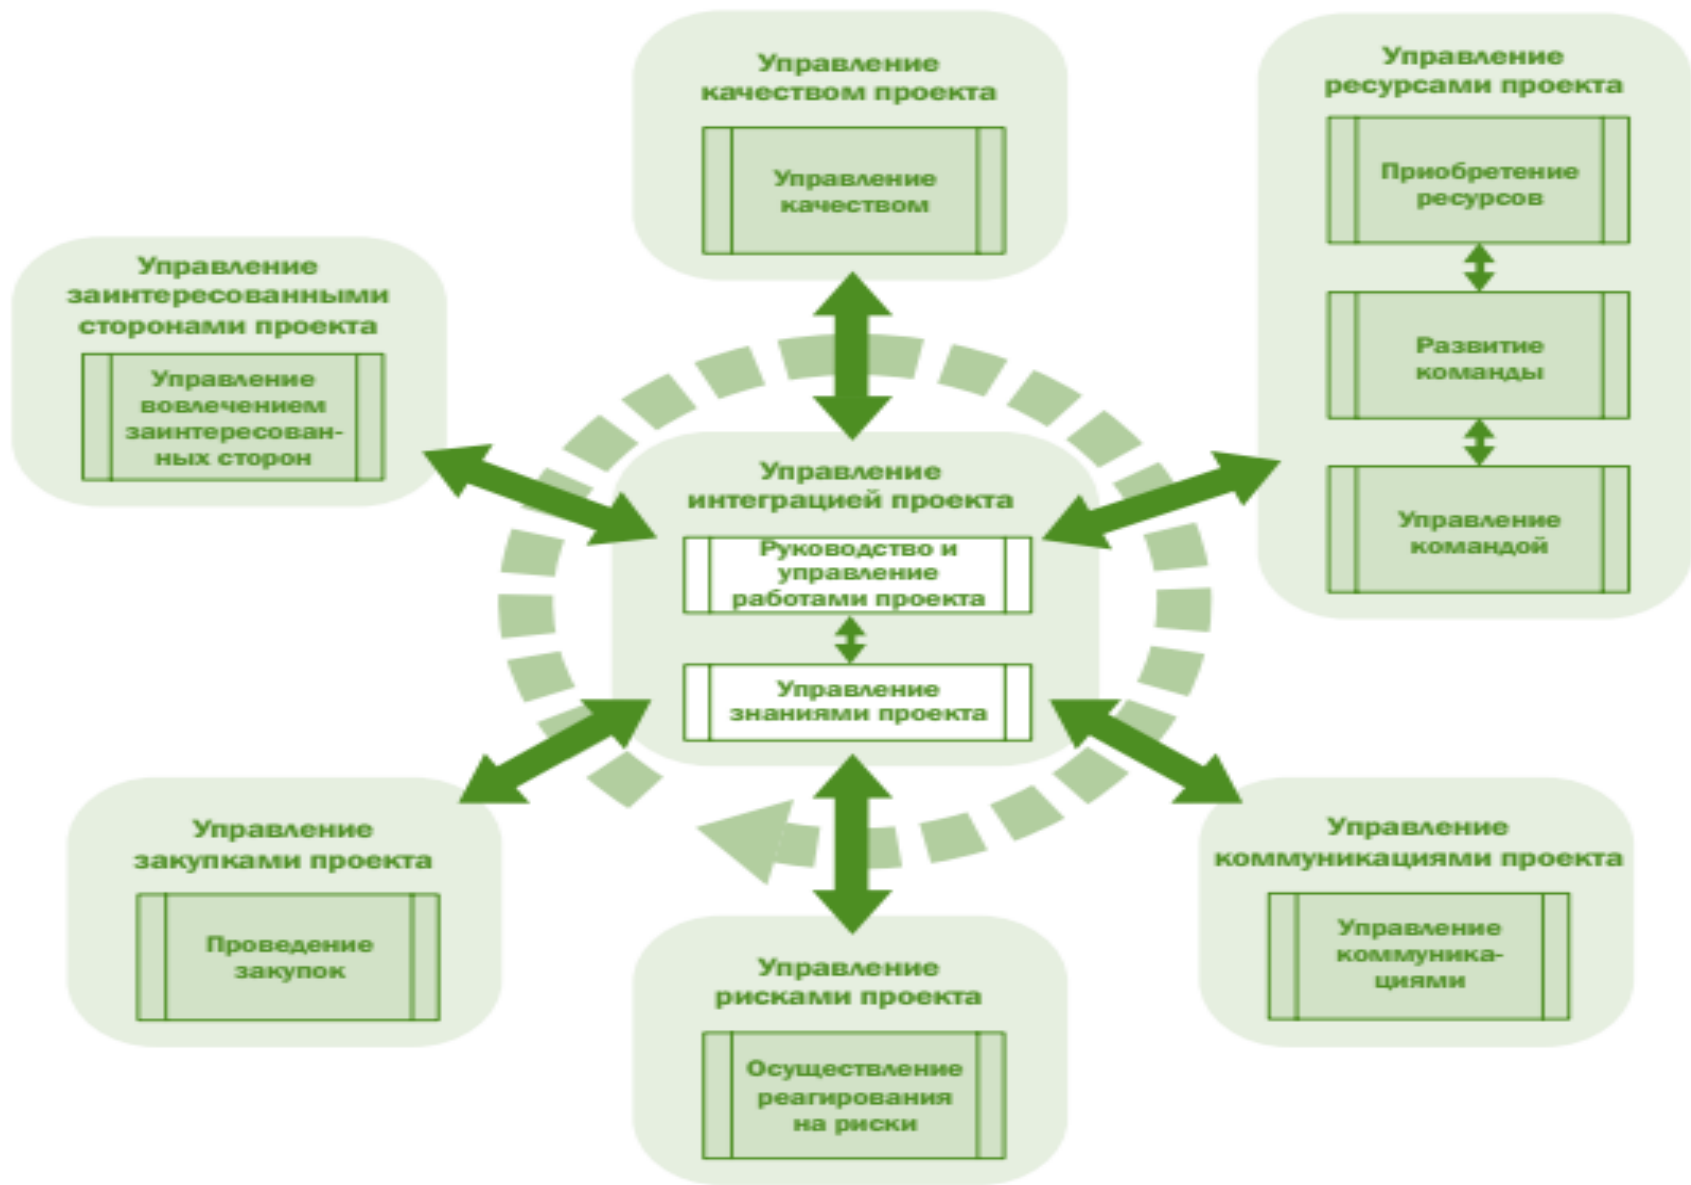 Управление
качеством проекта
Управление
качеством
Управление
ресурсами проекта
Приобретение
ресурсов
Развитие
команды
Управление
командой
Управление
заинтересованными
сторонами проекта
Управление
вовлечением
заинтересован-
ных сторон
Управление
интеграцией проекта
Руководство и
управление
работами проекта
Управление
знаниями проекта
Управление
закупками проекта
Проведение
закупок
Управление
рисками проекта
Осуществление
реагирования
на риски
Управление
коммуникациями проекта
Управление
коммуника-
циями